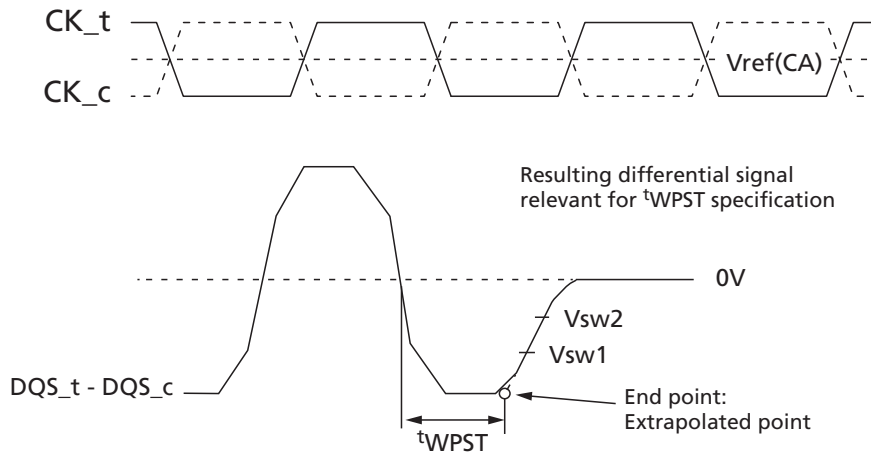 CK_t
Vref(CA)
CK_c
Resulting differential signal
relevant for tWPST specification
0V
Vsw2
Vsw1
DQS_t - DQS_c
End point:
Extrapolated point
tWPST